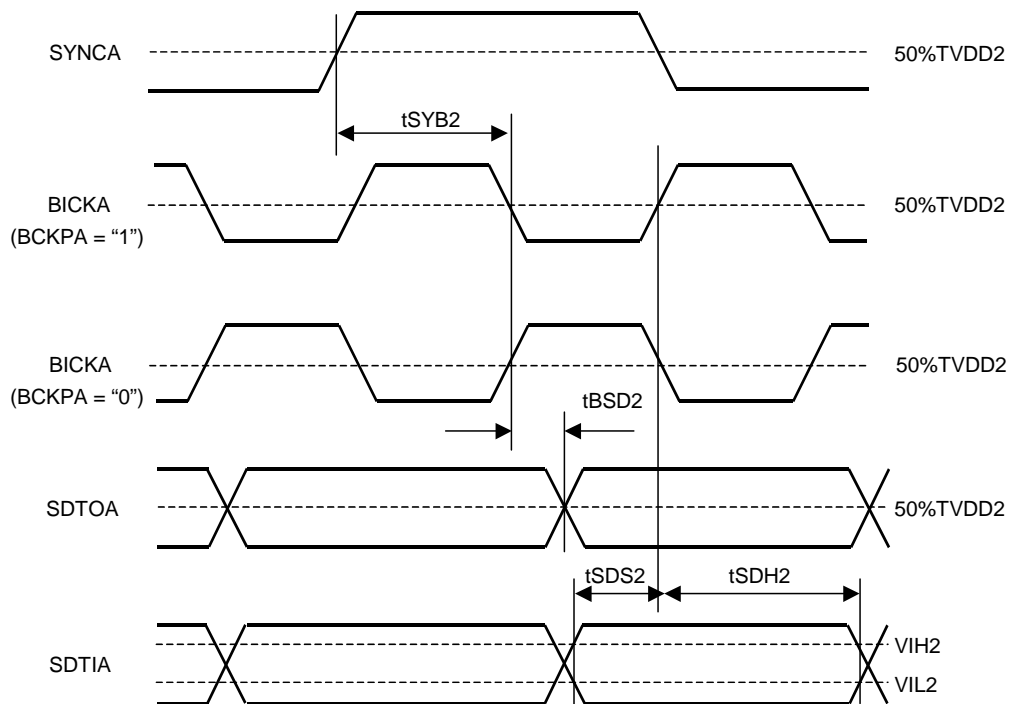 SYNCA
50%TVDD2
tSYB2
BICKA
(BCKPA = “1”)
50%TVDD2
BICKA
(BCKPA = “0”)
50%TVDD2
tBSD2
SDTOA
50%TVDD2
tSDS2
tSDH2
SDTIA
VIH2
VIL2